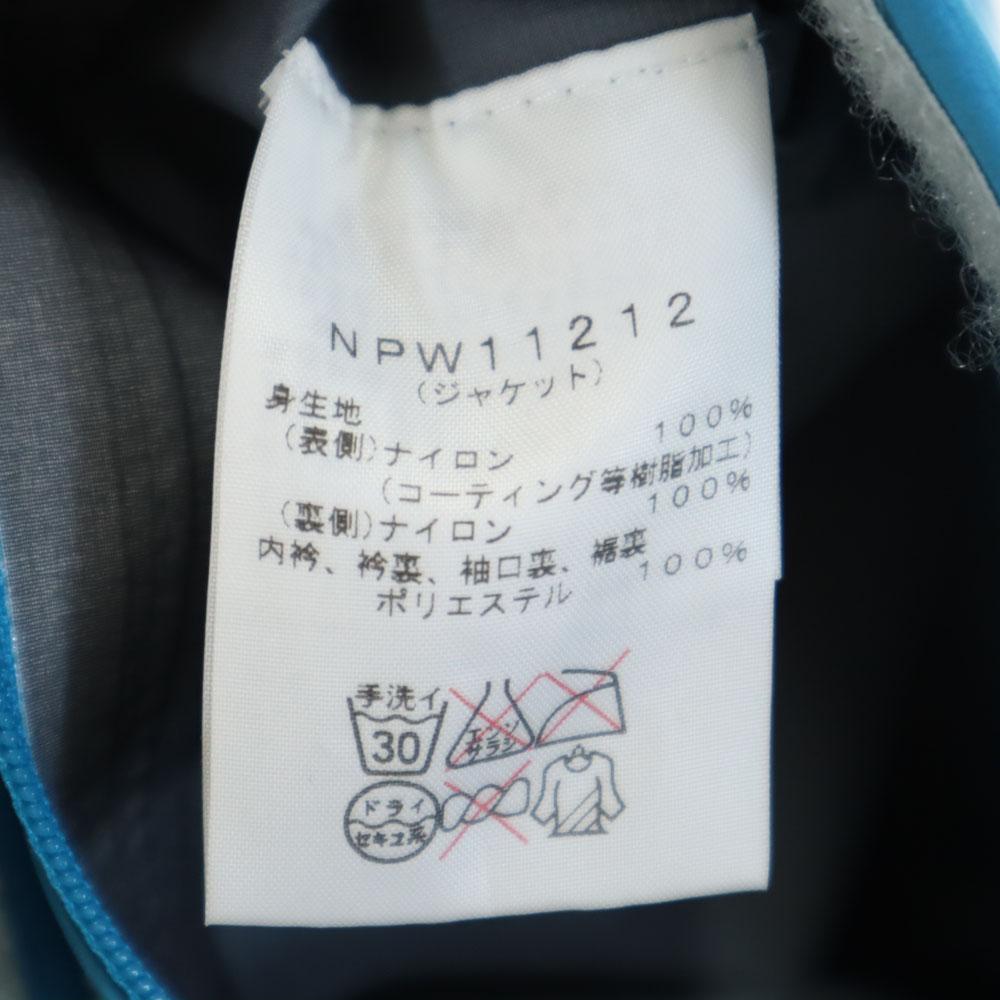 NPW11212
(ジャケット)
身生地
(表側)ナイロン 100%
(コーティング等樹脂加工)
(裏側)ナイロン 100%
内衿、衿裏、袖口裏、裾裏
ポリエステル 100%
手洗イ
30
エンソ
サラシ
ドライ
セキユ系